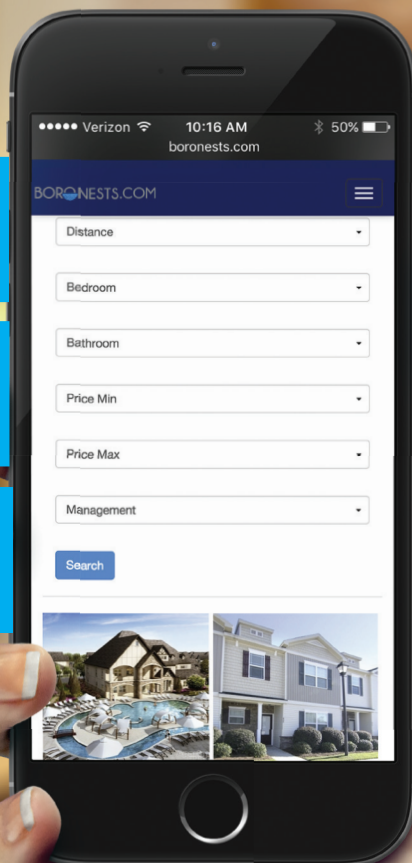 Verizon 10:16 AM 50%
boronests.com
BORONESTS.COM
Distance
Bedroom
Bathroom
Price Min
Price Max
Management
Search